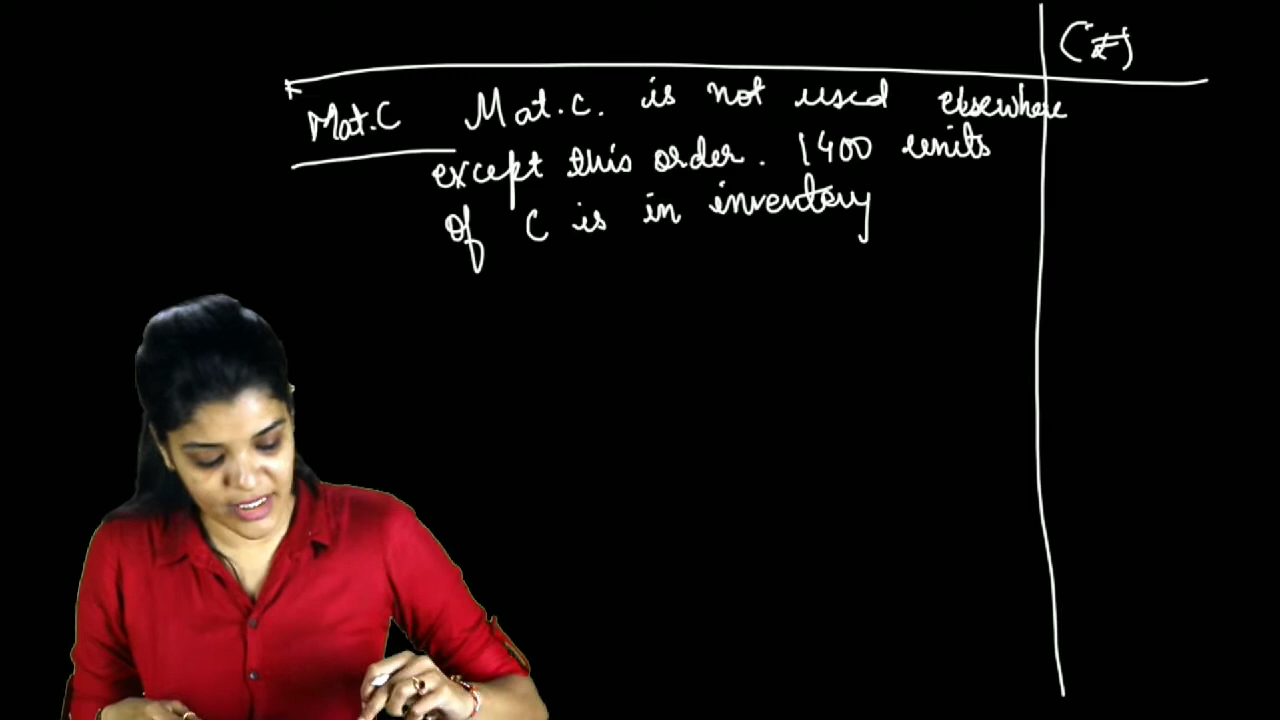 (₹)
Mat.C Mat.c. is not used elsewhere
except this order. 1400 units
of C is in inventory